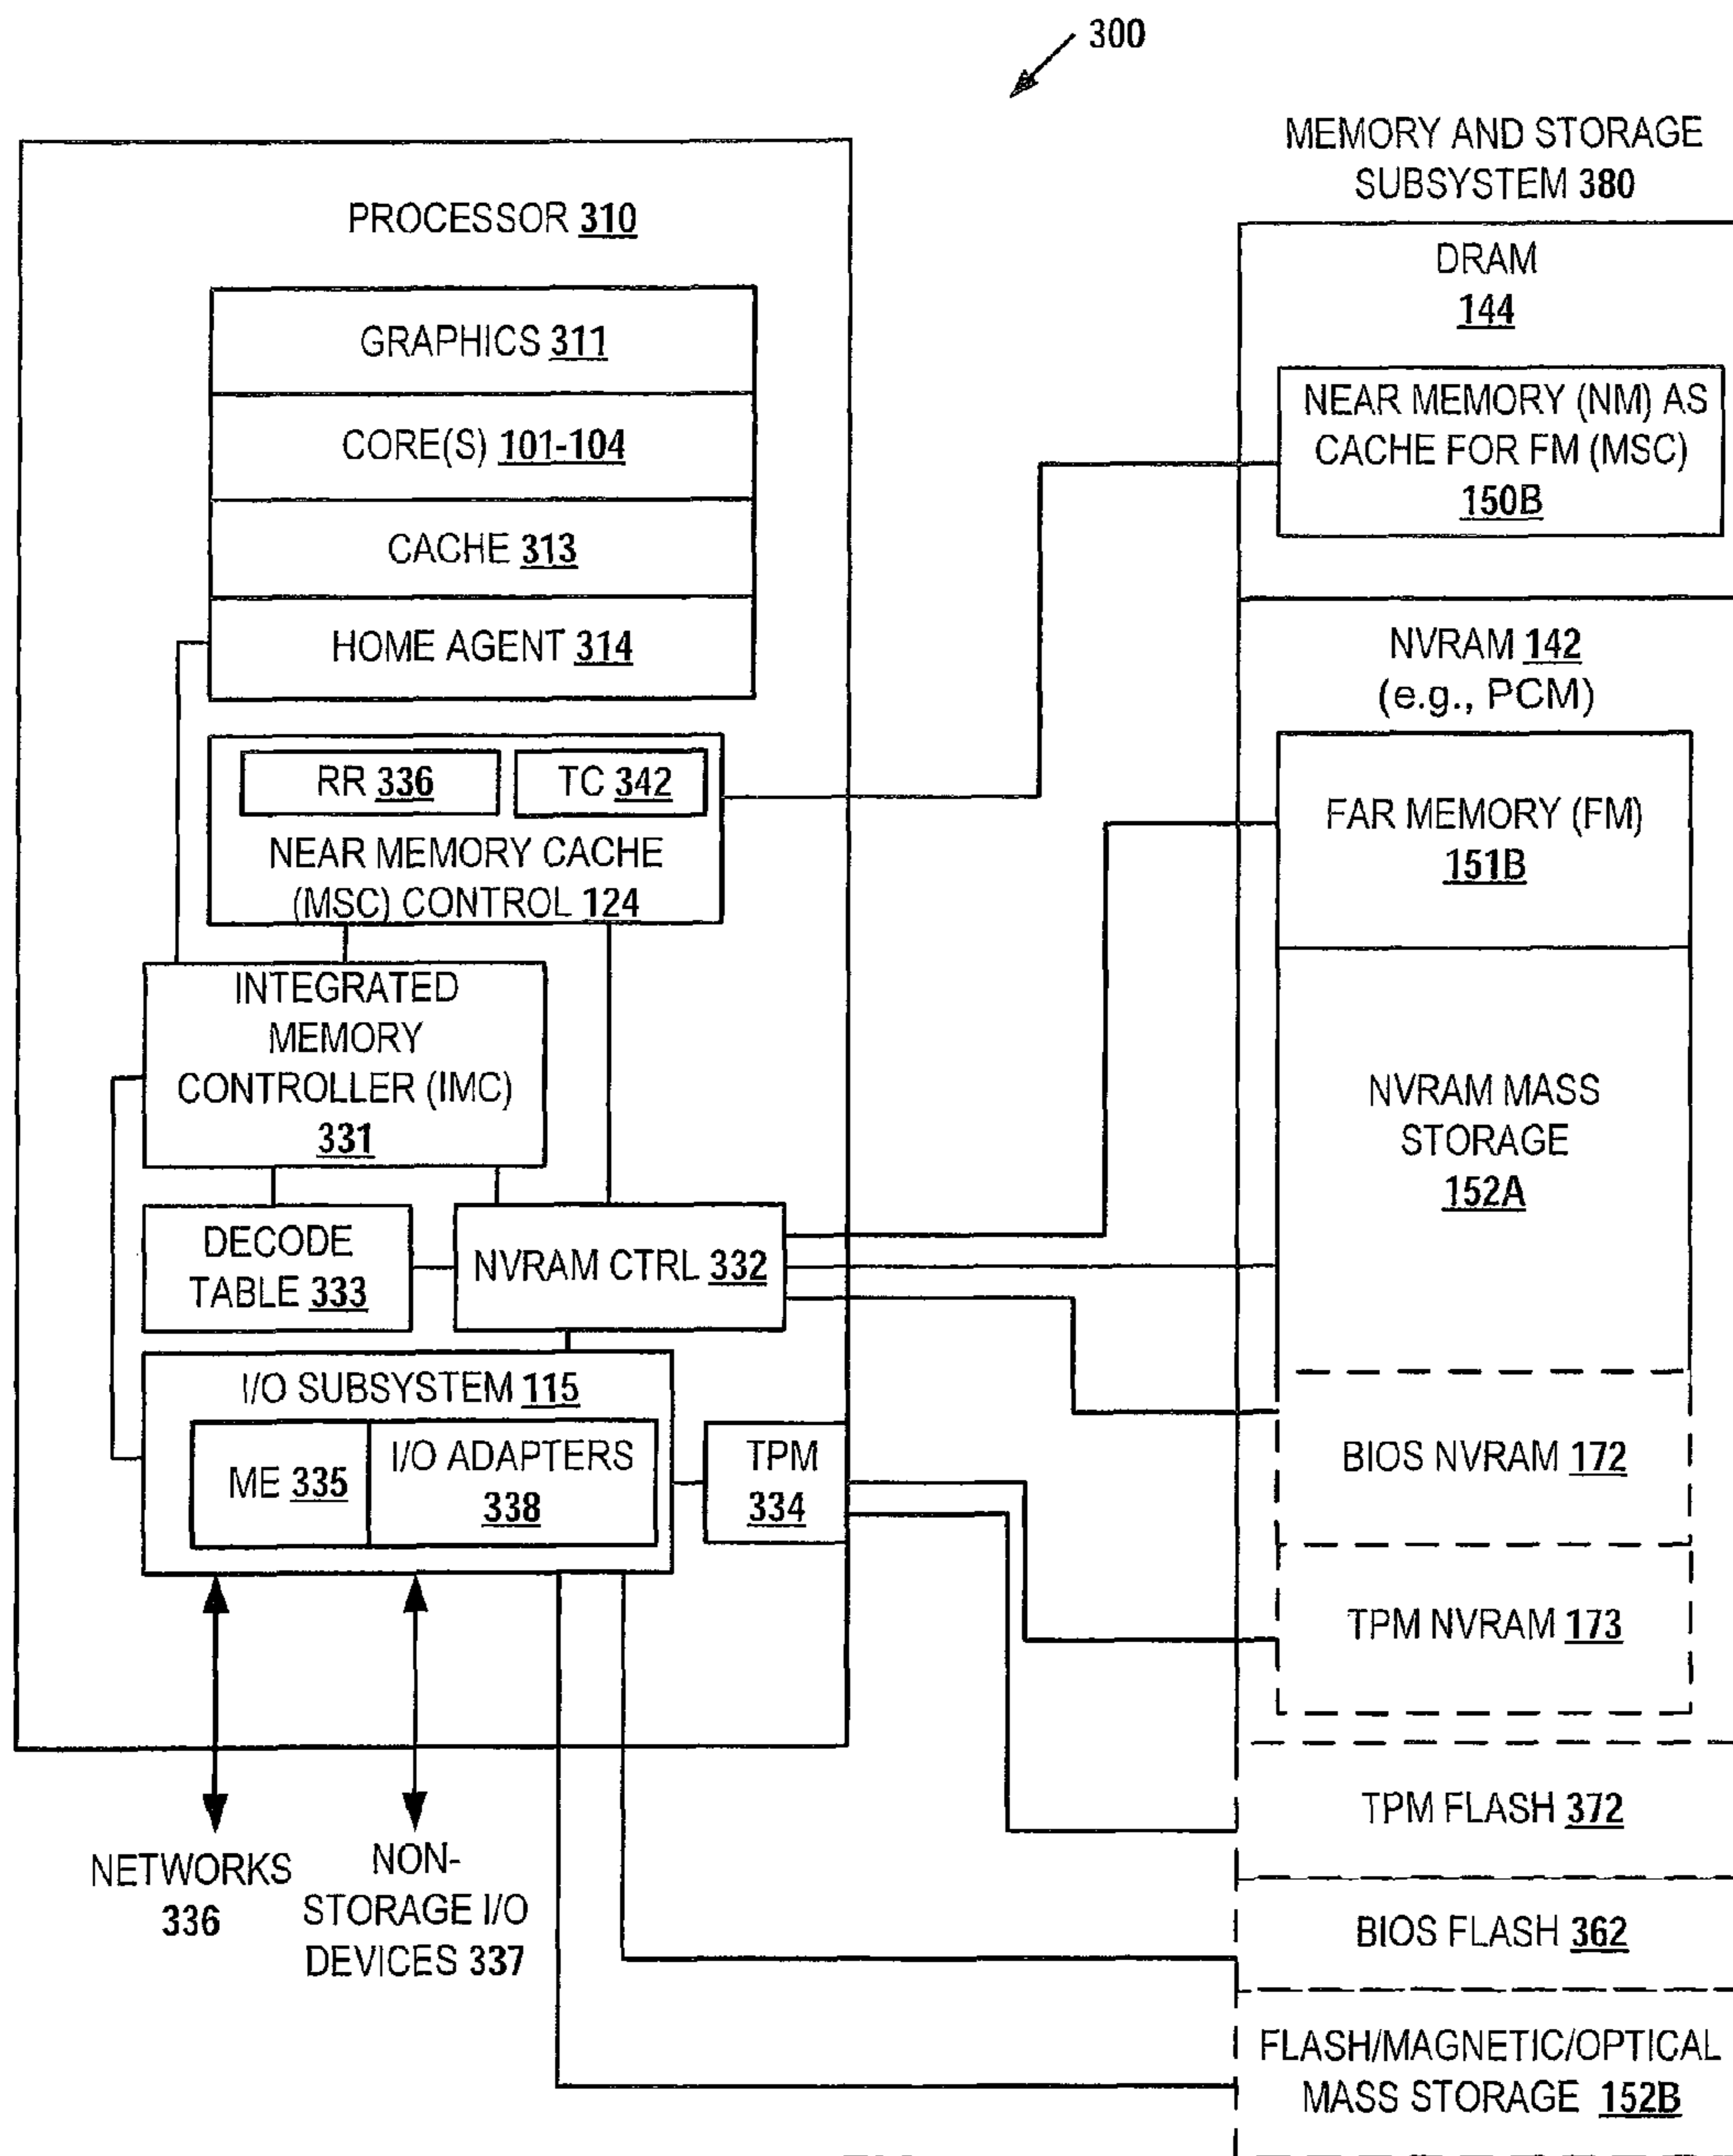 300
PROCESSOR 310
GRAPHICS 311
CORE(S) 101-104
CACHE 313
HOME AGENT 314
RR 336
TC 342
NEAR MEMORY CACHE
(MSC) CONTROL 124
INTEGRATED
MEMORY
CONTROLLER (IMC)
331
DECODE
TABLE 333
NVRAM CTRL 332
I/O SUBSYSTEM 115
ME 335
I/O ADAPTERS
338
TPM
334
NETWORKS
336
NON-
STORAGE I/O
DEVICES 337
MEMORY AND STORAGE
SUBSYSTEM 380
DRAM
144
NEAR MEMORY (NM) AS
CACHE FOR FM (MSC)
150B
NVRAM 142
(e.g., PCM)
FAR MEMORY (FM)
151B
NVRAM MASS
STORAGE
152A
BIOS NVRAM 172
TPM NVRAM 173
TPM FLASH 372
BIOS FLASH 362
FLASH/MAGNETIC/OPTICAL
MASS STORAGE 152B